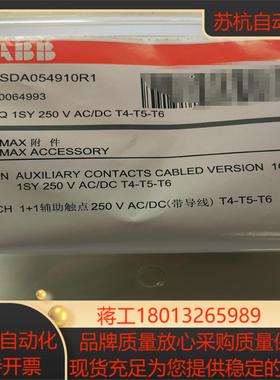 ABB
苏杭自动
SDA054910R1
0064993
Q 1SY 250 V AC/DC T4-T5-T6
MAX 附 件
MAX ACCESSORY
N AUXILIARY CONTACTS CABLED VERSION
1SY 250 V AC/DC T4-T5-T6
CH 1+1辅助触点 250 V AC/DC(带导线) T4-T5-T6
蒋工18013265989
自动化 品牌质量放心采购质量保
开票 现货充足为您提供稳定的